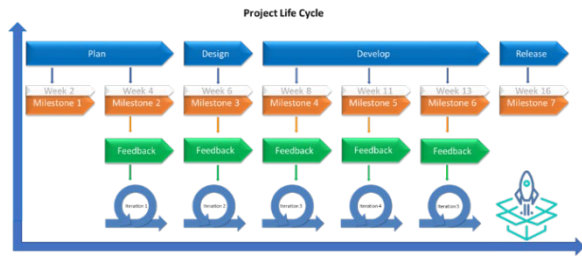 Project Life Cycle
Plan Design Develop Release
Week 2 Week 4 Week 6 Week 8 Week 11 Week 13 Week 16
Milestone 1 Milestone 2 Milestone 3 Milestone 4 Milestone 5 Milestone 6 Milestone 7
Feedback Feedback Feedback Feedback Feedback
Iteration 1 Iteration 2 Iteration 3 Iteration 4 Iteration 5